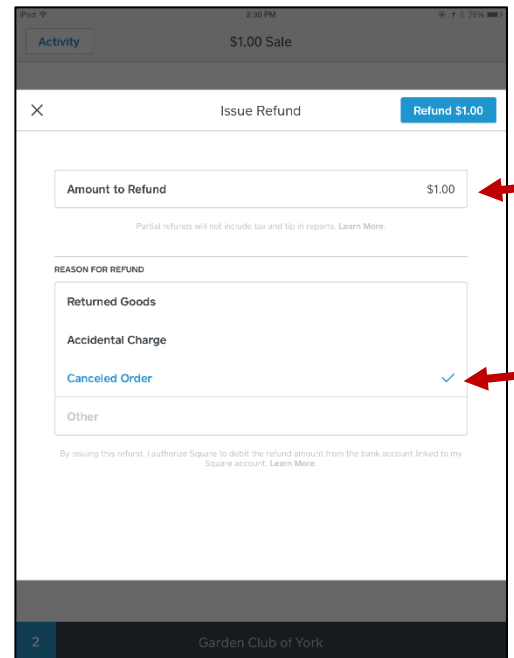 iPad 2:30 PM 79%
Activity $1.00 Sale
Issue Refund Refund $1.00
Amount to Refund $1.00
Partial refunds will not include tax and tip in reports. Learn More.
REASON FOR REFUND
Returned Goods
Accidental Charge
Canceled Order
Other
By issuing this refund, I authorize Square to debit the refund amount from the bank account linked to my
Square account. Learn More
2 Garden Club of York